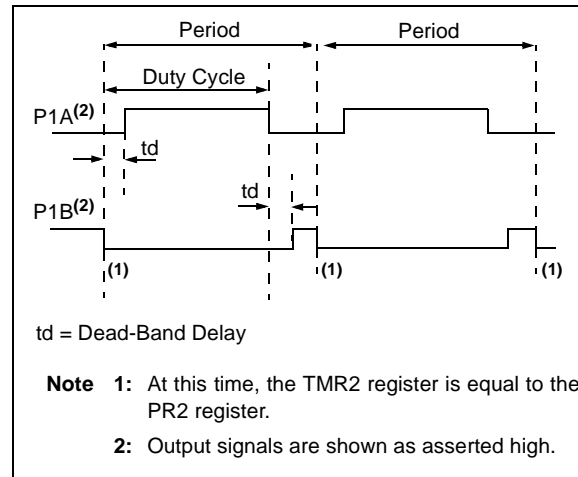 Period Period
Duty Cycle
P1A(2)
td
td
P1B(2)
(1) (1) (1)
td = Dead-Band Delay
Note 1: At this time, the TMR2 register is equal to the
PR2 register.
2: Output signals are shown as asserted high.